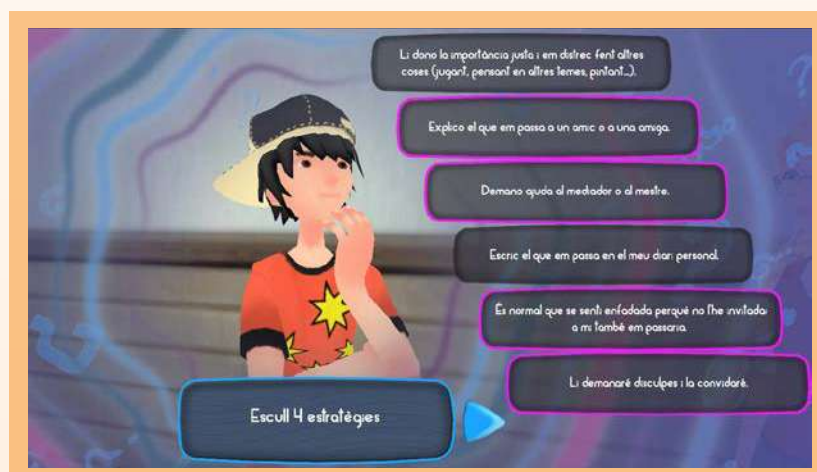 Li dono la importància justa i em distrec fent altres
coses (jugant, pensant en altres temes, pintant...).
Explico el que em passa a un amic o a una amiga.
Demano ajuda al mediador o al mestre.
Escric el que em passa en el meu diari personal.
És normal que se senti enfadada perquè no l'he invitada;
a mi també em passaria.
Li demanaré disculpes i la convidaré.
Escull 4 estratègies